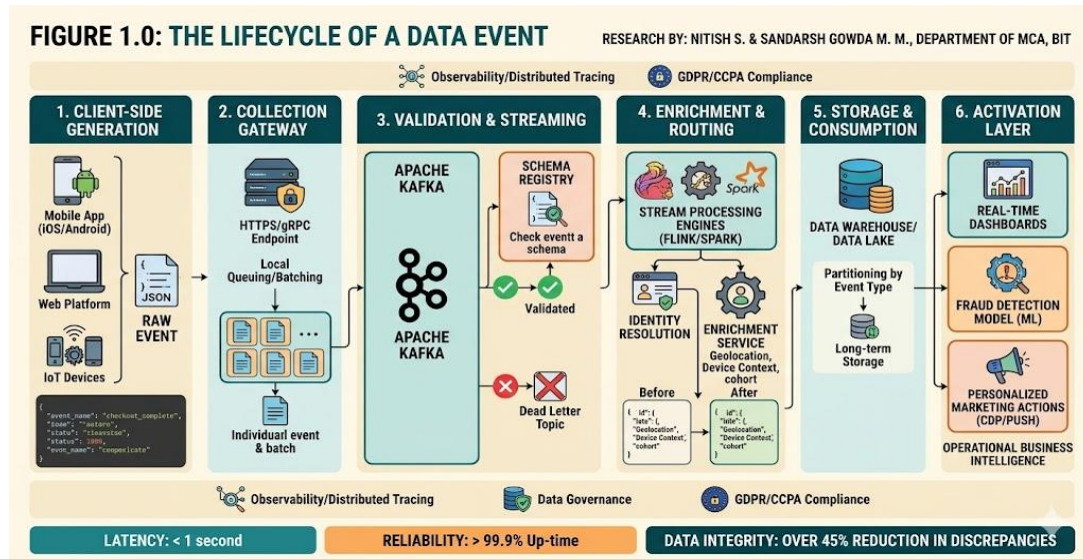 FIGURE 1.0: THE LIFECYCLE OF A DATA EVENT
RESEARCH BY: NITISH S. & SANDARSH GOWDA M. M., DEPARTMENT OF MCA, BIT
Observability/Distributed Tracing
GDPR/CCPA Compliance
1. CLIENT-SIDE
GENERATION
Mobile App
(iOS/Android)
Web Platform
IoT Devices
{ }
JSON
RAW
EVENT
{
"event_name": "checkout_complete",
"status": 2000,
}
2. COLLECTION
GATEWAY
HTTPS/gRPC
Endpoint
Local
Queuing/Batching
...
Individual event
& batch
3. VALIDATION & STREAMING
APACHE
KAFKA
APACHE
KAFKA
SCHEMA
REGISTRY
Check eventt a
schema
Validated
Dead Letter
Topic
4. ENRICHMENT &
ROUTING
Spark
STREAM PROCESSING
ENGINES
(FLINK/SPARK)
IDENTITY
RESOLUTION
ENRICHMENT
SERVICE
Geolocation,
Device Context,
cohort
Before
{ id": {
"Geolocation",
"Device Context,
"cohort"
}
After
{ id": {
"Geolocation",
"Device Context,
"cohort"
}
5. STORAGE &
CONSUMPTION
DATA WAREHOUSE/
DATA LAKE
Partitioning by
Event Type
Long-term
Storage
6. ACTIVATION
LAYER
REAL-TIME
DASHBOARDS
FRAUD DETECTION
MODEL (ML)
PERSONALIZED
MARKETING ACTIONS
(CDP/PUSH)
OPERATIONAL BUSINESS
INTELLIGENCE
Observability/Distributed Tracing
Data Governance
GDPR/CCPA Compliance
LATENCY: < 1 second
RELIABILITY: > 99.9% Up-time
DATA INTEGRITY: OVER 45% REDUCTION IN DISCREPANCIES